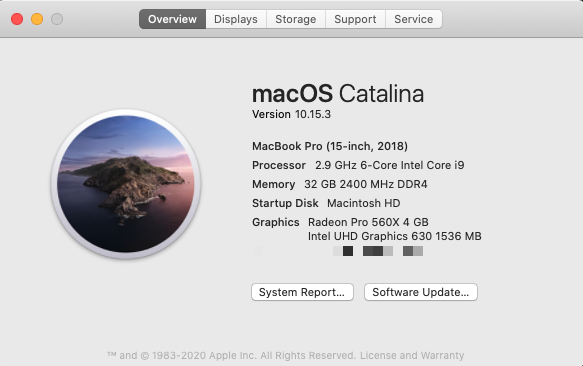 Overview Displays Storage Support Service
macOS Catalina
Version 10.15.3
MacBook Pro (15-inch, 2018)
Processor 2.9 GHz 6-Core Intel Core i9
Memory 32 GB 2400 MHz DDR4
Startup Disk Macintosh HD
Graphics Radeon Pro 560X 4 GB
Intel UHD Graphics 630 1536 MB
System Report... Software Update...
™ and © 1983-2020 Apple Inc. All Rights Reserved. License and Warranty